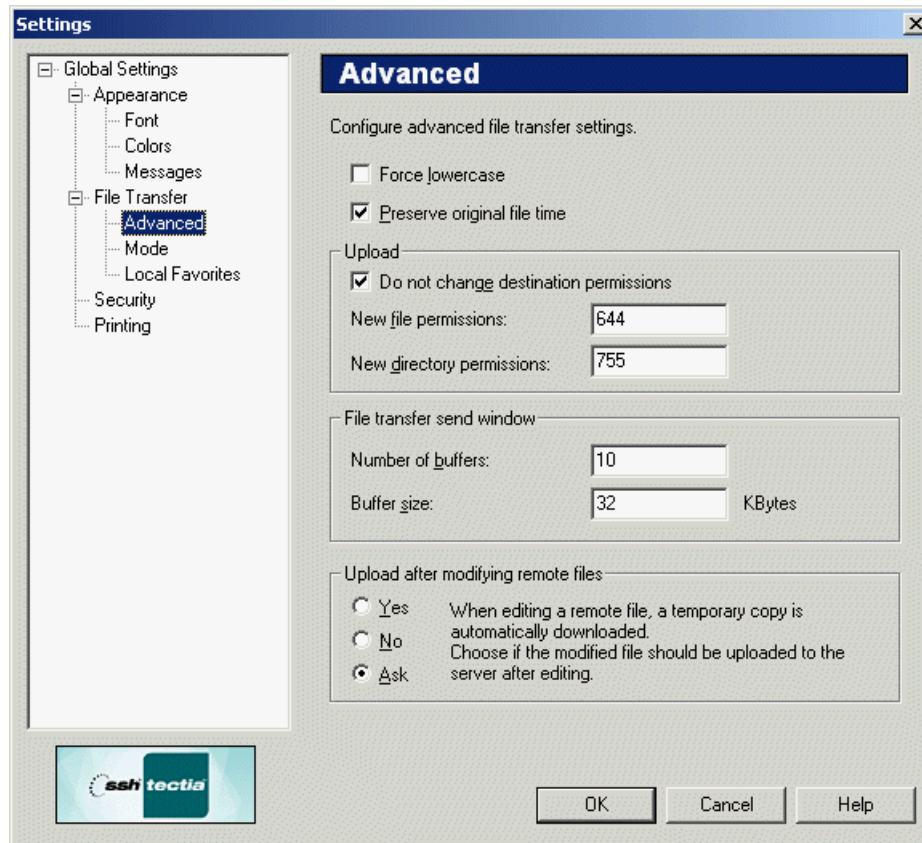 Settings
Global Settings
Appearance
Font
Colors
Messages
File Transfer
Advanced
Mode
Local Favorites
Security
Printing
ssh tectia
Advanced
Configure advanced file transfer settings.
Force lowercase
Preserve original file time
Upload
Do not change destination permissions
New file permissions: 644
New directory permissions: 755
File transfer send window
Number of buffers: 10
Buffer size: 32 KBytes
Upload after modifying remote files
Yes
No
Ask
When editing a remote file, a temporary copy is
automatically downloaded.
Choose if the modified file should be uploaded to the
server after editing.
OK Cancel Help